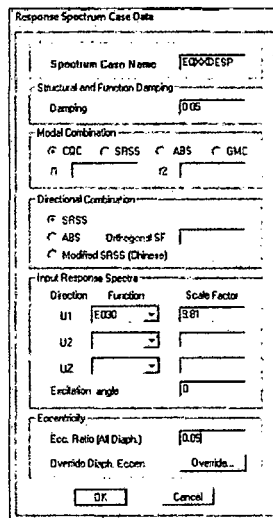 Response Spectrum Case Data
Spectrum Case Name
Structural and Function Damping
Damping 0.05
Modal Combination
CQC SRSS ABS GMC
f1 f2
Directional Combination
SRSS
ABS Orthogonal SF
Modified SRSS (Chinese)
Input Response Spectra
Direction Function Scale Factor
U1 E030 9.81
U2
UZ
Excitation angle 0
Eccentricity
Ecc. Ratio (All Diaph.) 0.05
Override Diaph. Eccen. Override...
OK Cancel